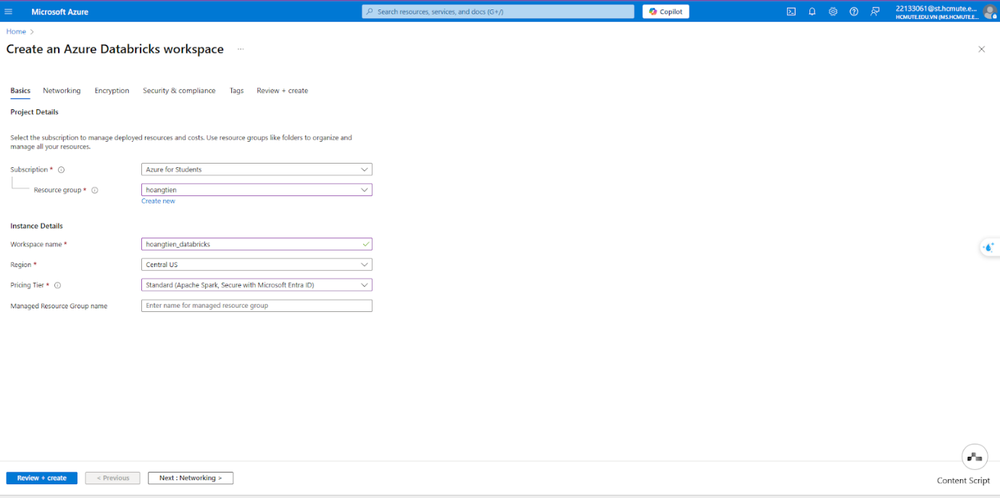 Microsoft Azure
Search resources, services, and docs (G+/)
Copilot
22133061@st.hcmute.e...
HCMUTE.EDU.VN (MS.HCMUTE.E...
Home
Create an Azure Databricks workspace ...
Basics Networking Encryption Security & compliance Tags Review + create
Project Details
Select the subscription to manage deployed resources and costs. Use resource groups like folders to organize and
manage all your resources.
Subscription * Azure for Students
Resource group * hoangtien
Create new
Instance Details
Workspace name * hoangtien_databricks
Region * Central US
Pricing Tier * Standard (Apache Spark, Secure with Microsoft Entra ID)
Managed Resource Group name Enter name for managed resource group
Review + create < Previous Next : Networking >
Content Script